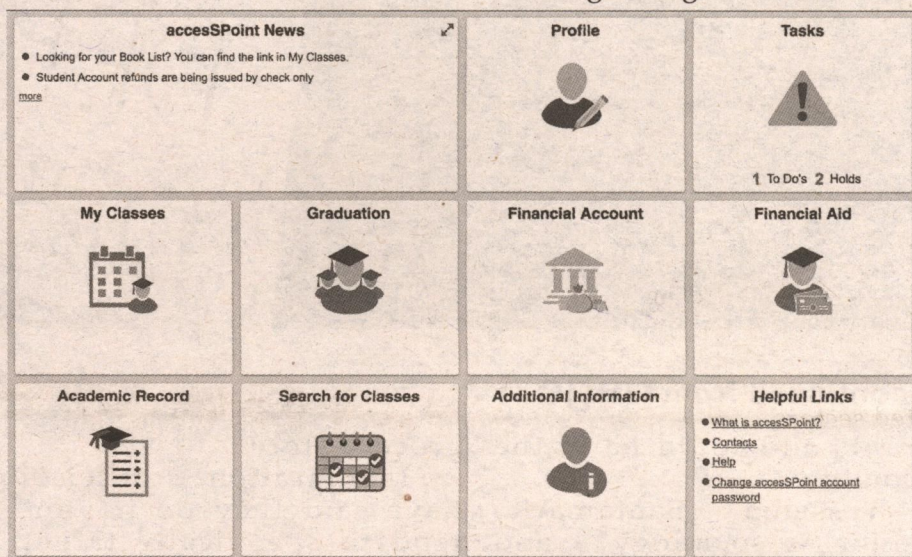 accesSPoint News
Looking for your Book List? You can find the link in My Classes.
Student Account refunds are being issued by check only
more
Profile
Tasks
1 To Do's 2 Holds
My Classes
Graduation
Financial Account
Financial Aid
Academic Record
Search for Classes
Additional Information
Helpful Links
What is accesSPoint?
Contacts
Help
Change accesSPoint account
password